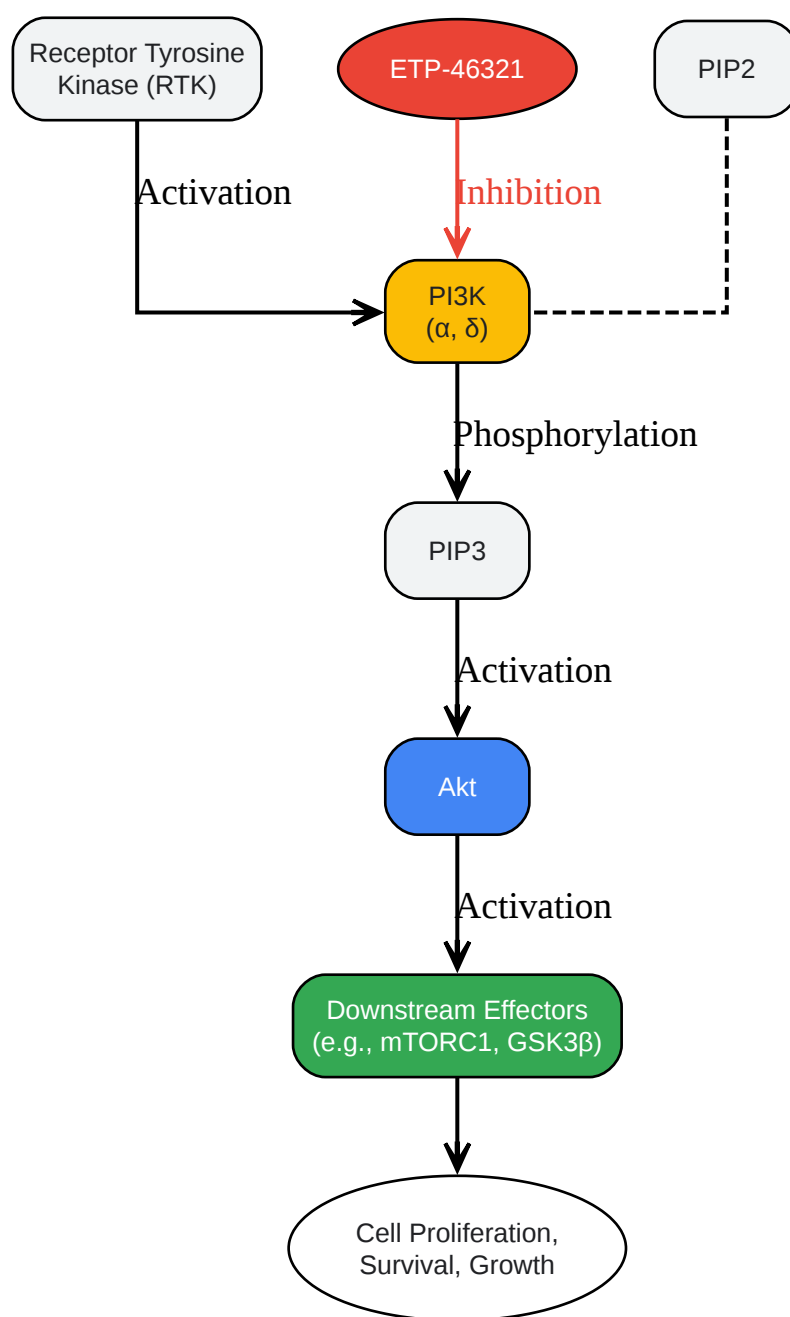 Receptor Tyrosine
Kinase (RTK)
ETP-46321
PIP2
Activation
Inhibition
PI3K
(α, δ)
Phosphorylation
PIP3
Activation
Akt
Activation
Downstream Effectors
(e.g., mTORC1, GSK3β)
Cell Proliferation,
Survival, Growth